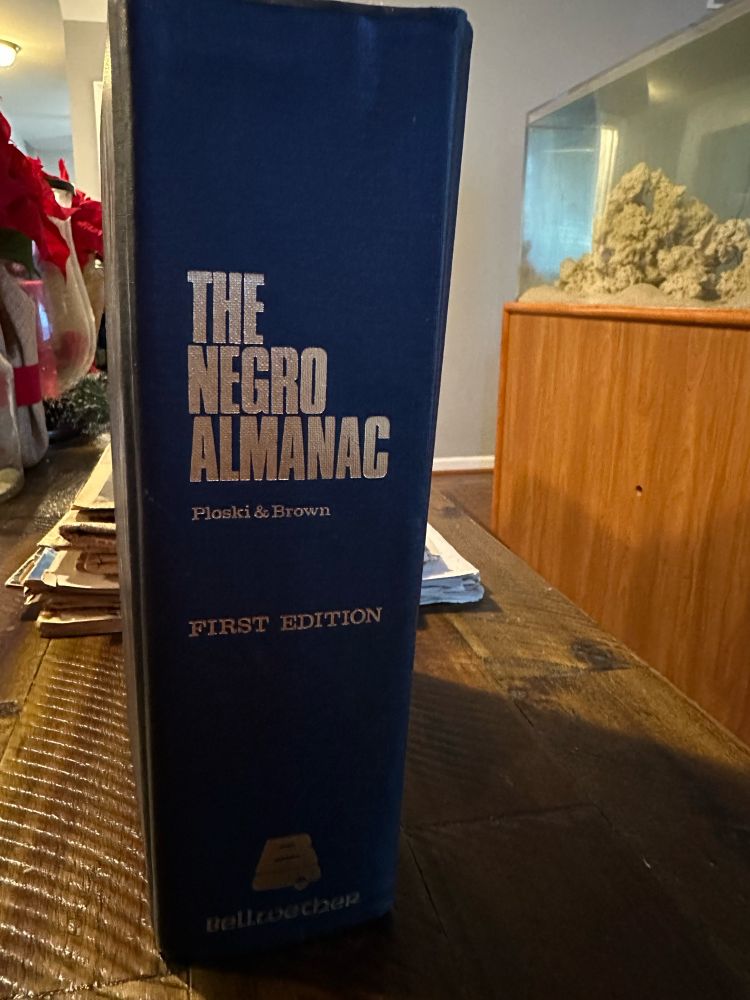 THE
NEGRO
ALMANAC
Ploski & Brown
FIRST EDITION
Bellwether